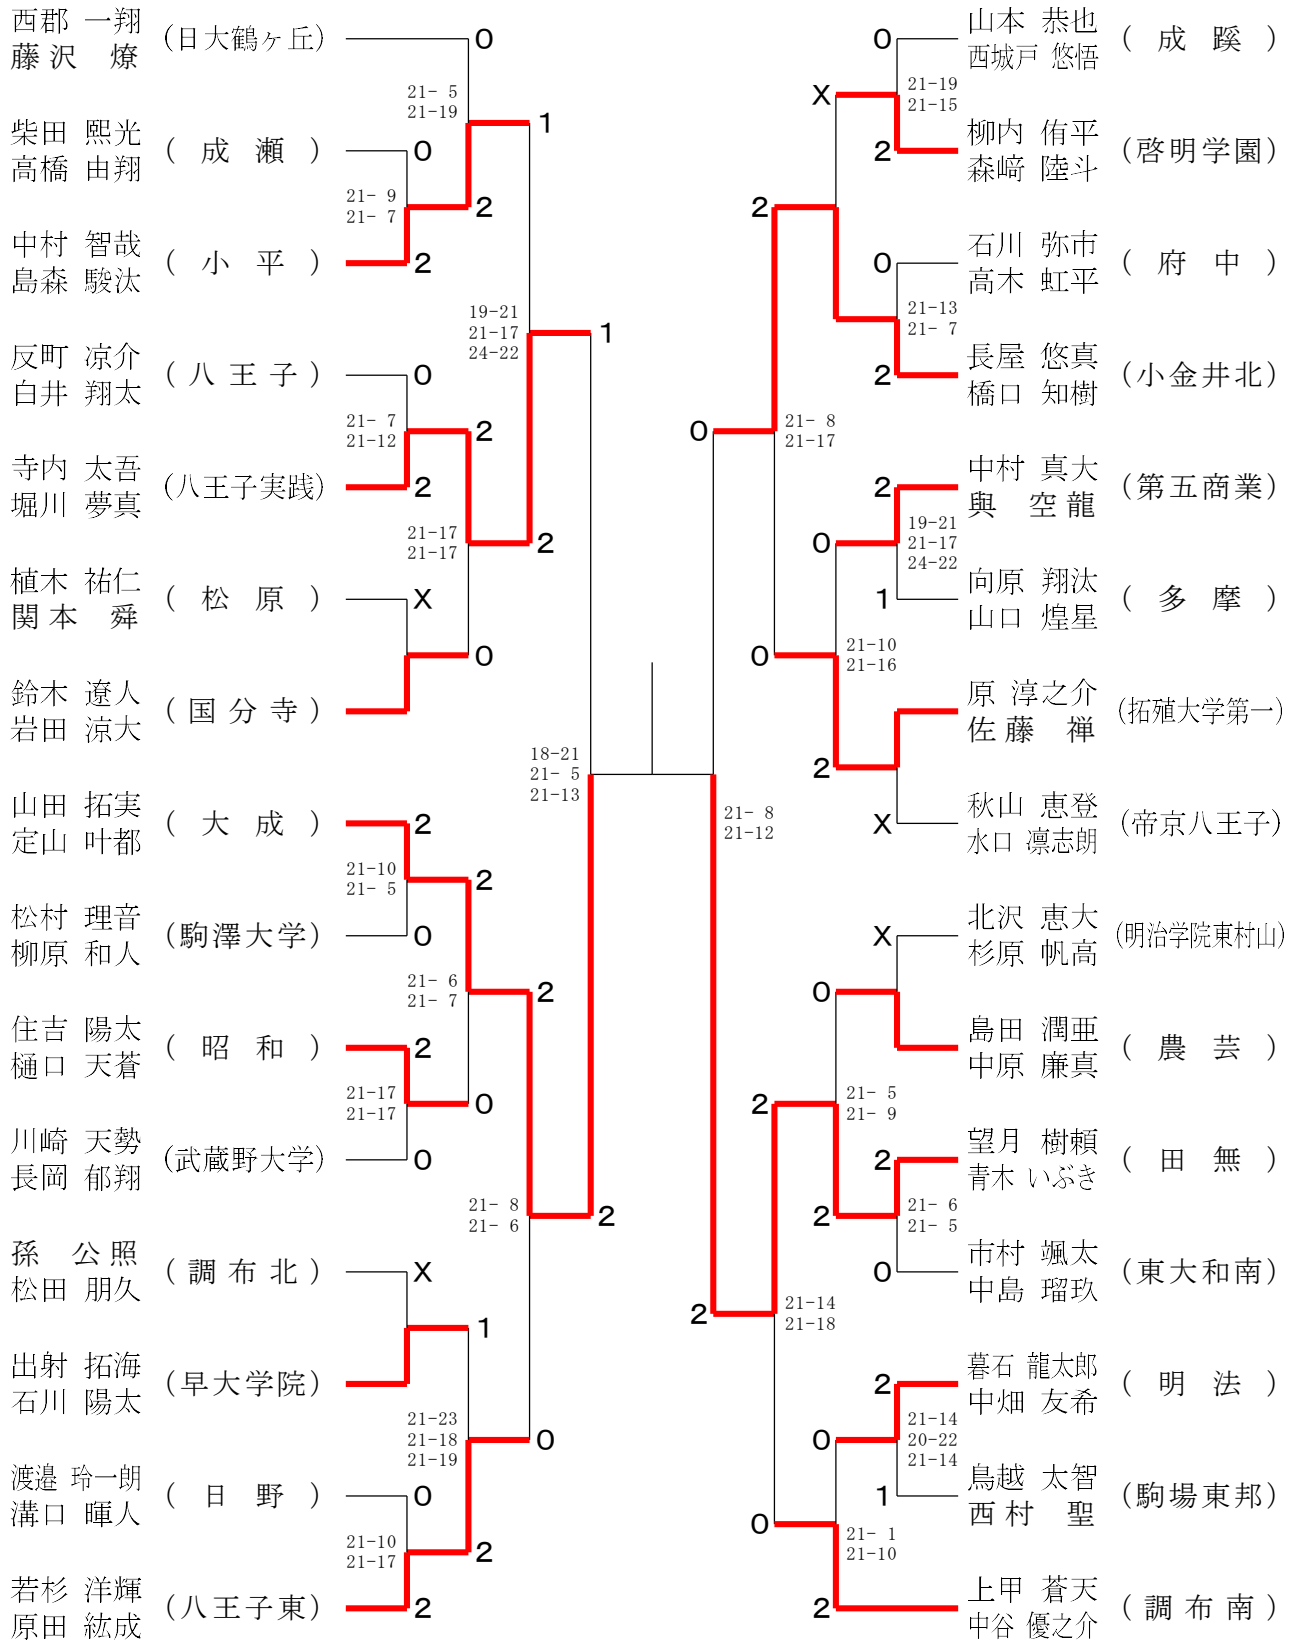 西郡 一翔
藤沢 燎
(日大鶴ヶ丘)
0
21- 5
21-19
1
柴田 熙光
高橋 由翔
(成瀬)
0
21- 9
21- 7
2
中村 智哉
島森 駿汰
(小平)
2
19-21
21-17
24-22
1
反町 凉介
白井 翔太
(八王子)
0
21- 7
21-12
2
寺内 太吾
堀川 夢真
(八王子実践)
2
21-17
21-17
2
植木 祐仁
関本 舜
(松原)
X
0
鈴木 遼人
岩田 涼大
(国分寺)
18-21
21- 5
21-13
山田 拓実
定山 叶都
(大成)
2
21-10
21- 5
2
松村 理音
柳原 和人
(駒澤大学)
0
21- 6
21- 7
2
住吉 陽太
樋口 天蒼
(昭和)
2
21-17
21-17
0
川崎 天勢
長岡 郁翔
(武蔵野大学)
0
21- 8
21- 6
2
孫 公照
松田 朋久
(調布北)
X
1
出射 拓海
石川 陽太
(早大学院)
21-23
21-18
21-19
0
渡邉 玲一朗
溝口 暉人
(日野)
0
21-10
21-17
2
若杉 洋輝
原田 紘成
(八王子東)
2
0
山本 恭也
西城戸 悠悟
(成蹊)
X
21-19
21-15
2
柳内 侑平
森﨑 陸斗
(啓明学園)
2
0
石川 弥市
高木 虹平
(府中)
21-13
21- 7
2
長屋 悠真
橋口 知樹
(小金井北)
0
21- 8
21-17
2
中村 真大
與 空龍
(第五商業)
0
19-21
21-17
24-22
1
向原 翔汰
山口 煌星
(多摩)
0
21-10
21-16
原 淳之介
佐藤 禅
(拓殖大学第一)
2
21- 8
21-12
X
秋山 恵登
水口 凛志朗
(帝京八王子)
X
北沢 恵大
杉原 帆高
(明治学院東村山)
0
島田 潤亜
中原 廉真
(農芸)
2
21- 5
21- 9
2
望月 樹頼
青木 いぶき
(田無)
2
21- 6
21- 5
0
市村 颯太
中島 瑠玖
(東大和南)
2
21-14
21-18
2
暮石 龍太郎
中畑 友希
(明法)
0
21-14
20-22
21-14
1
鳥越 太智
西村 聖
(駒場東邦)
0
21- 1
21-10
2
上甲 蒼天
中谷 優之介
(調布南)